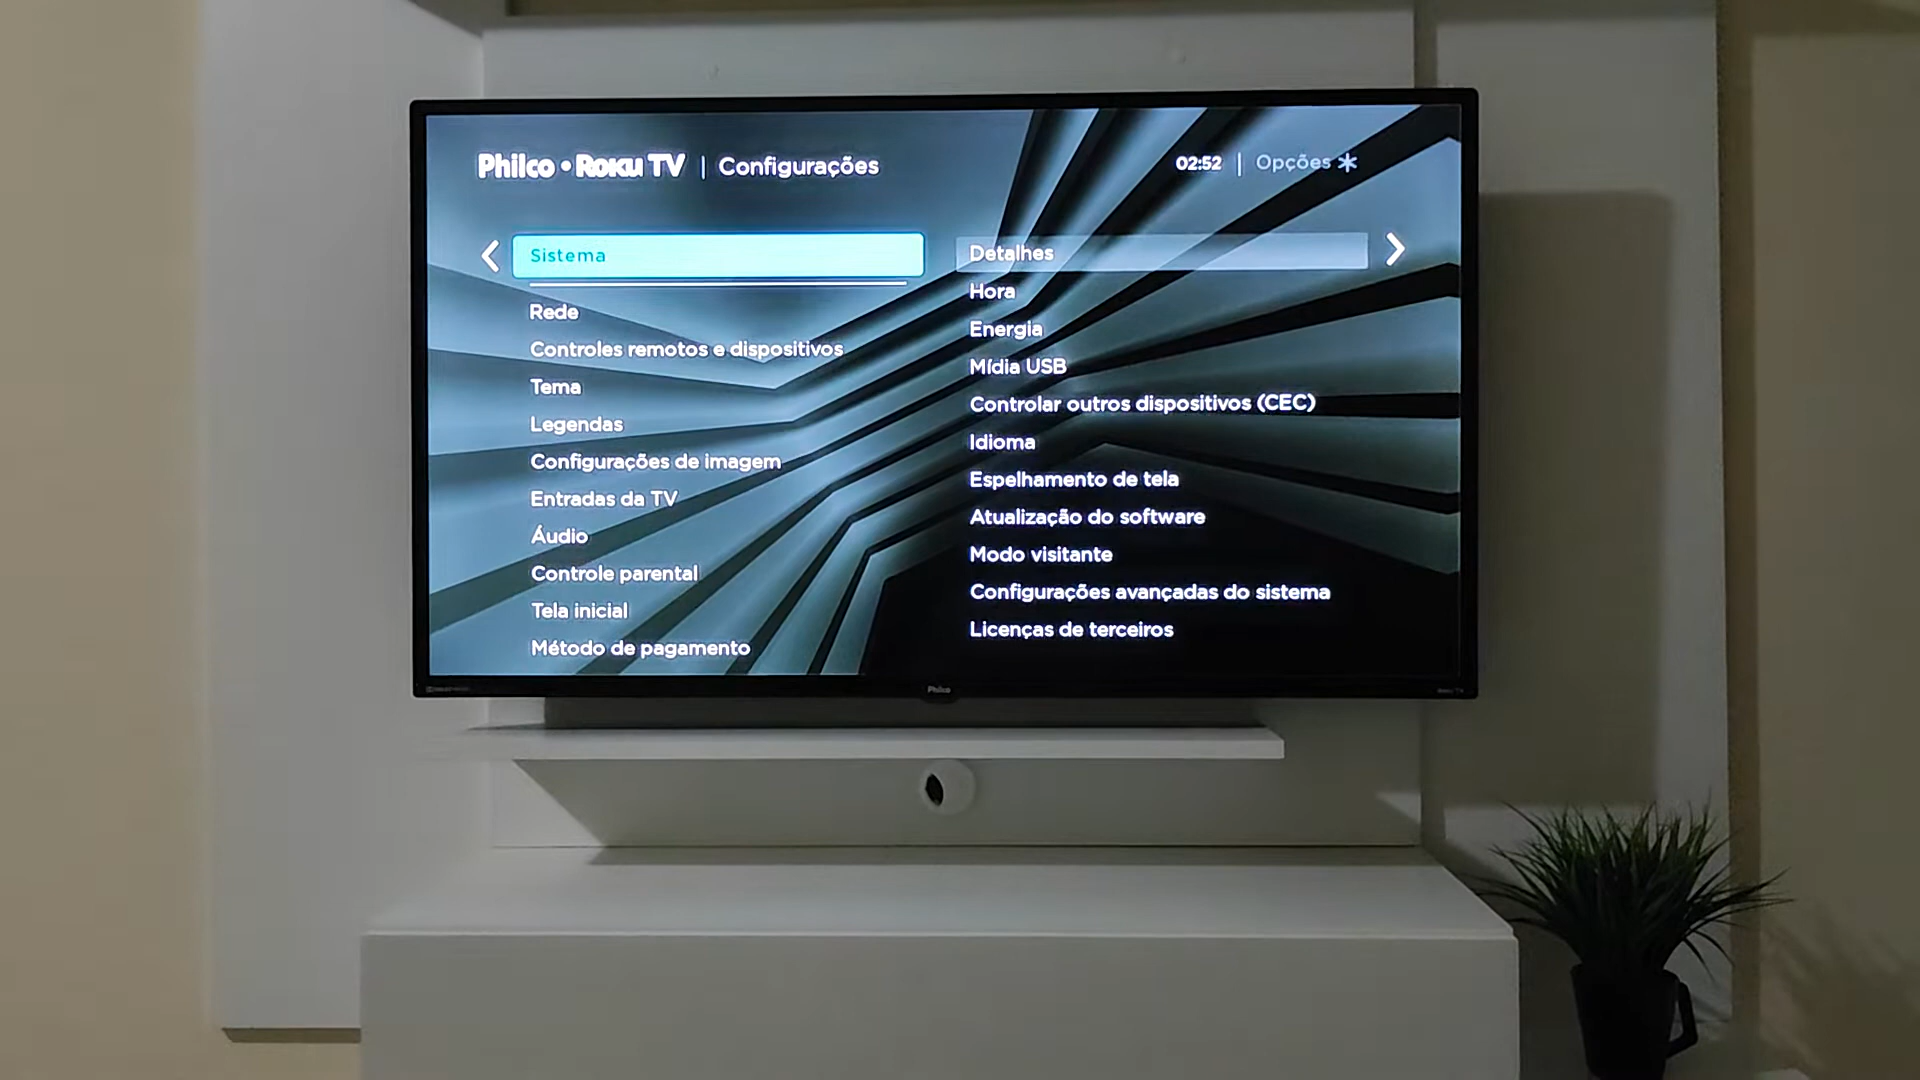 Philco • Roku TV | Configurações
02:52 | Opções
Sistema
Rede
Controles remotos e dispositivos
Tema
Legendas
Configurações de imagem
Entradas da TV
Áudio
Controle parental
Tela inicial
Método de pagamento
Detalhes
Hora
Energia
Mídia USB
Controlar outros dispositivos (CEC)
Idioma
Espelhamento de tela
Atualização do software
Modo visitante
Configurações avançadas do sistema
Licenças de terceiros
Philco